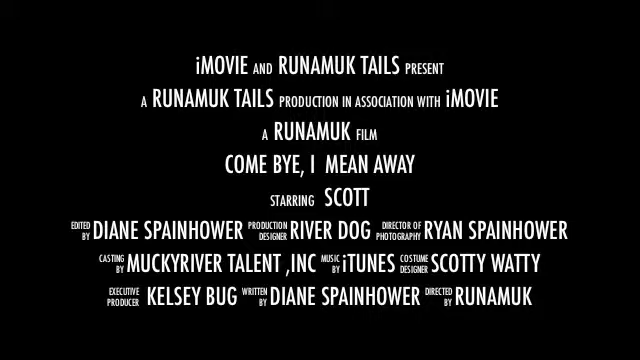 iMOVIE AND RUNAMUK TAILS PRESENT
A RUNAMUK TAILS PRODUCTION IN ASSOCIATION WITH iMOVIE
A RUNAMUK FILM
COME BYE, I MEAN AWAY
STARRING SCOTT
EDITED BY DIANE SPAINHOWER PRODUCTION DESIGNER RIVER DOG DIRECTOR OF PHOTOGRAPHY RYAN SPAINHOWER
CASTING BY MUCKYRIVER TALENT ,INC MUSIC BY iTUNES COSTUME DESIGNER SCOTTY WATTY
EXECUTIVE PRODUCER KELSEY BUG WRITTEN BY DIANE SPAINHOWER DIRECTED BY RUNAMUK